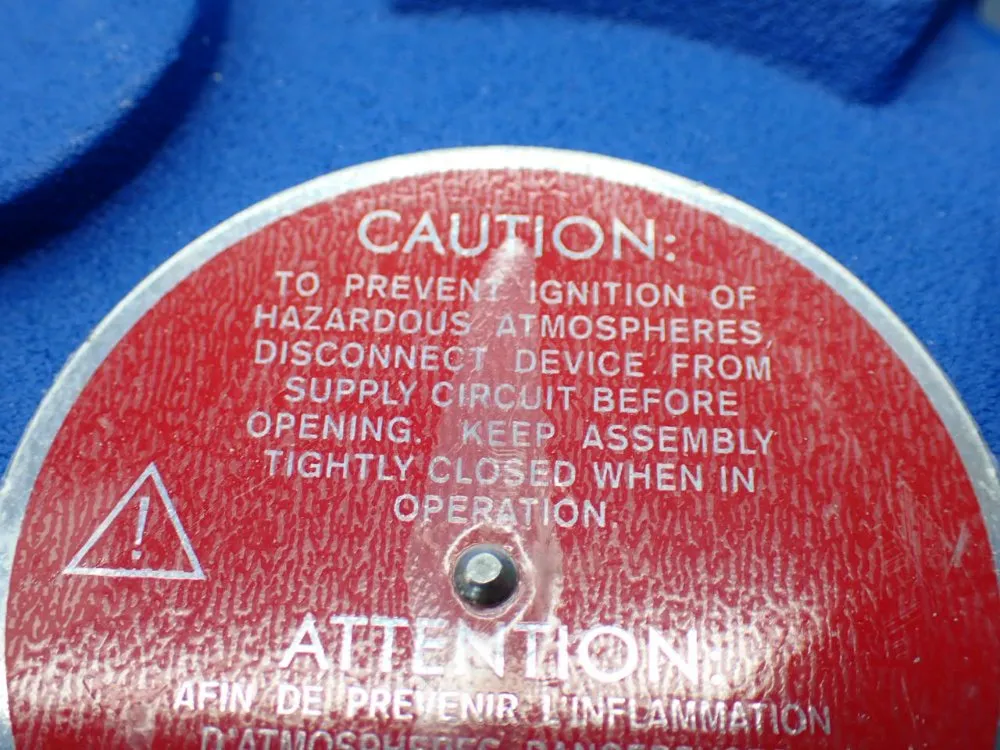 CAUTION:
TO PREVENT IGNITION OF
HAZARDOUS ATMOSPHERES,
DISCONNECT DEVICE FROM
SUPPLY CIRCUIT BEFORE
OPENING. KEEP ASSEMBLY
TIGHTLY CLOSED WHEN IN
OPERATION.
!
ATTENTION:
AFIN DE PREVENIR L'INFLAMMATION
D'ATMOSPHERES